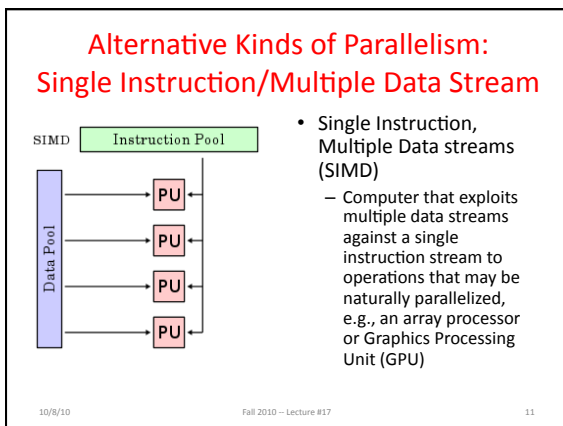 Alternative Kinds of Parallelism:
Single Instruction/Multiple Data Stream
SIMD
Instruction Pool
Data Pool
PU
PU
PU
PU
• Single Instruction,
Multiple Data streams
(SIMD)
– Computer that exploits
multiple data streams
against a single
instruction stream to
operations that may be
naturally parallelized,
e.g., an array processor
or Graphics Processing
Unit (GPU)
10/8/10
Fall 2010 -- Lecture #17
11